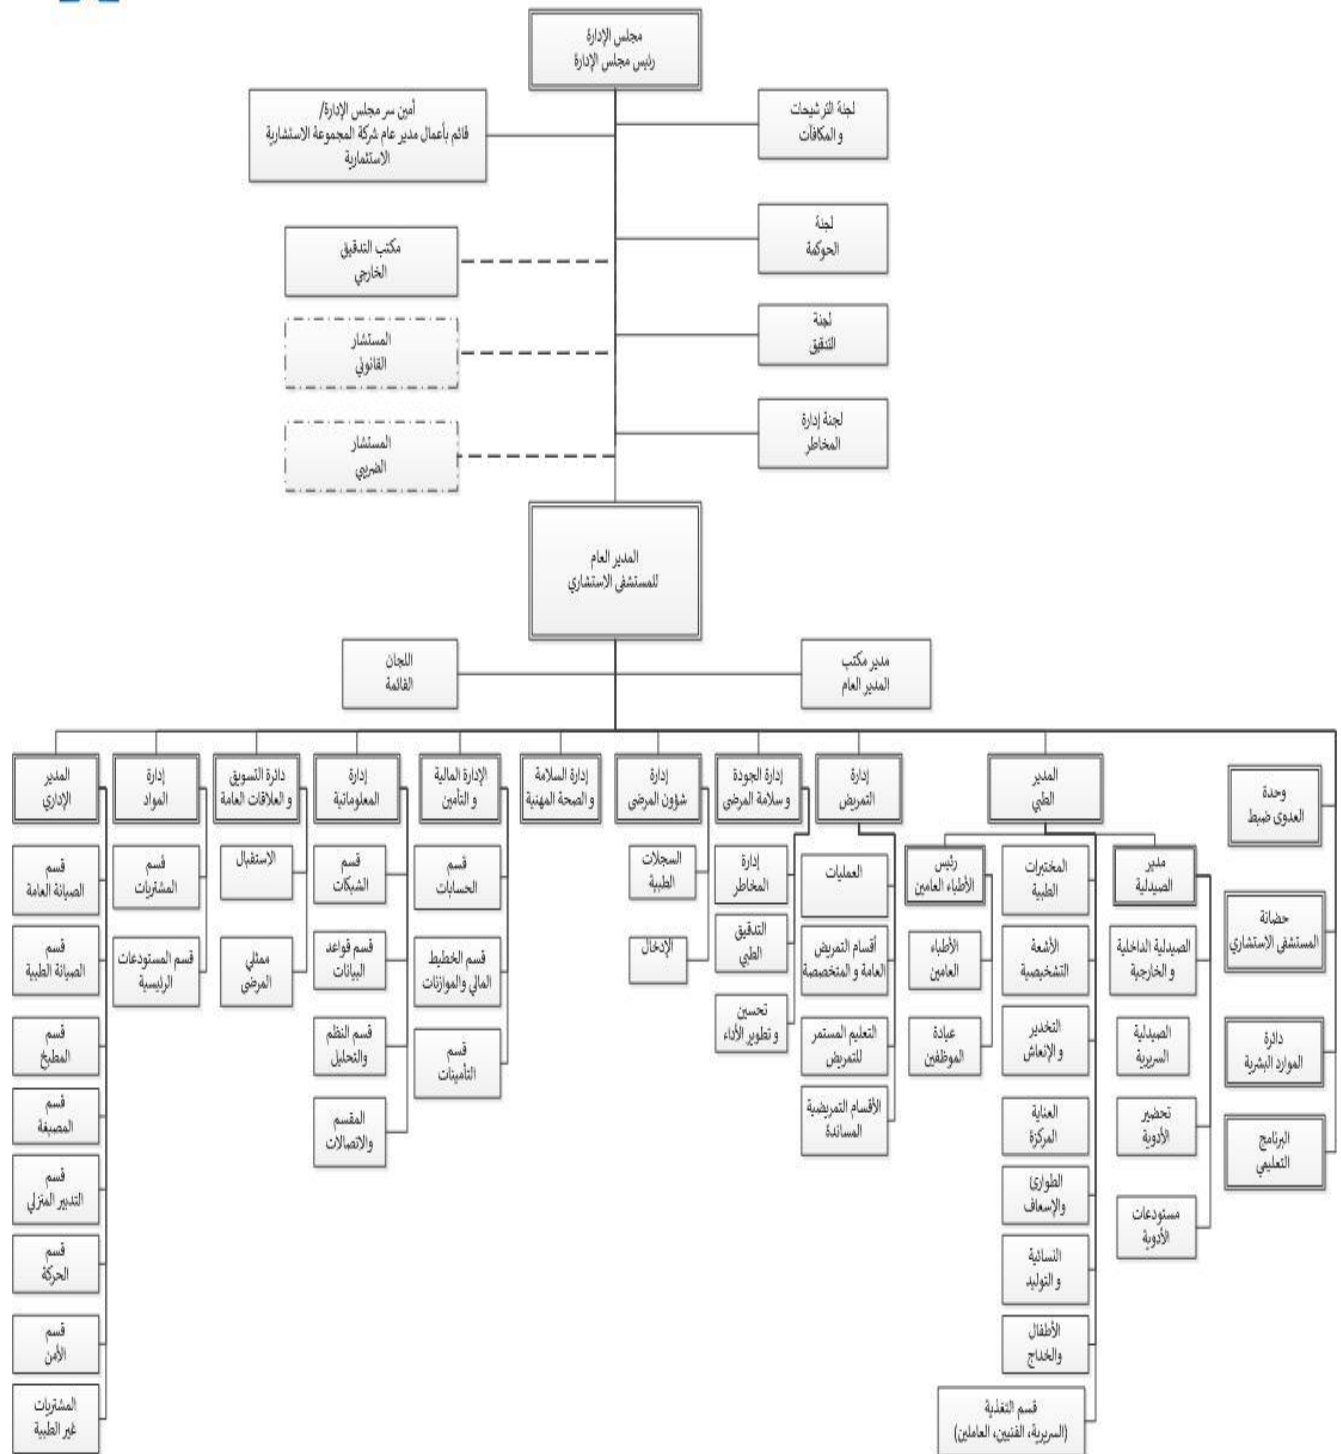 مجلس الإدارة
رئيس مجلس الإدارة
لجنة الترشيحات
و المكافآت
أمين سر مجلس الإدارة/
قائم بأعمال مدير عام شركة المجموعة الاستشارية
الاستثمارية
لجنة
الحوكمة
مكتب التدقيق
الخارجي
لجنة
التدقيق
المستشار
القانوني
لجنة إدارة
المخاطر
المستشار
الضريبي
المدير العام
للمستشفى الاستشاري
مدير مكتب
المدير العام
اللجان
القائمة
وحدة
العدوى ضبط
حضانة
المستشفى الاستشاري
دائرة
الموارد البشرية
البرنامج
التعليمي
المدير
الطبي
مدير
الصيدلية
الصيدلية الداخلية
و الخارجية
الصيدلية
السريرية
تحضير
الأدوية
مستودعات
الأدوية
المختبرات
الطبية
الأشعة
التشخيصية
التخدير
و الإنعاش
العناية
المركزة
الطوارئ
والإسعاف
النسائية
و التوليد
الأطفال
والخداج
قسم التغذية
(السريرية، الفنيين، العاملين)
رئيس
الأطباء العامين
الأطباء
العامين
عيادة
الموظفين
إدارة
التمريض
العمليات
أقسام التمريض
العامة و المتخصصة
التعليم المستمر
للتمريض
الأقسام التمريضية
المساندة
إدارة الجودة
و سلامة المرضى
إدارة
المخاطر
التدقيق
الطبي
تحسين
و تطوير الأداء
إدارة
شؤون المرضى
السجلات
الطبية
الإدخال
إدارة السلامة
و الصحة المهنية
الإدارة المالية
و التأمين
قسم
الحسابات
قسم الخطيط
المالي والموازنات
قسم
التأمينات
إدارة
المعلوماتية
قسم
الشبكات
قسم قواعد
البيانات
قسم النظم
والتحليل
المقسم
والاتصالات
دائرة التسويق
و العلاقات العامة
الاستقبال
ممثلي
المرضى
إدارة
المواد
قسم
المشتريات
قسم المستودعات
الرئيسية
المدير
الإداري
قسم
الصيانة العامة
قسم
الصيانة الطبية
قسم
المطبخ
قسم
المصبغة
قسم
التدبير المنزلي
قسم
الحركة
قسم
الأمن
المشتريات
غير الطبية